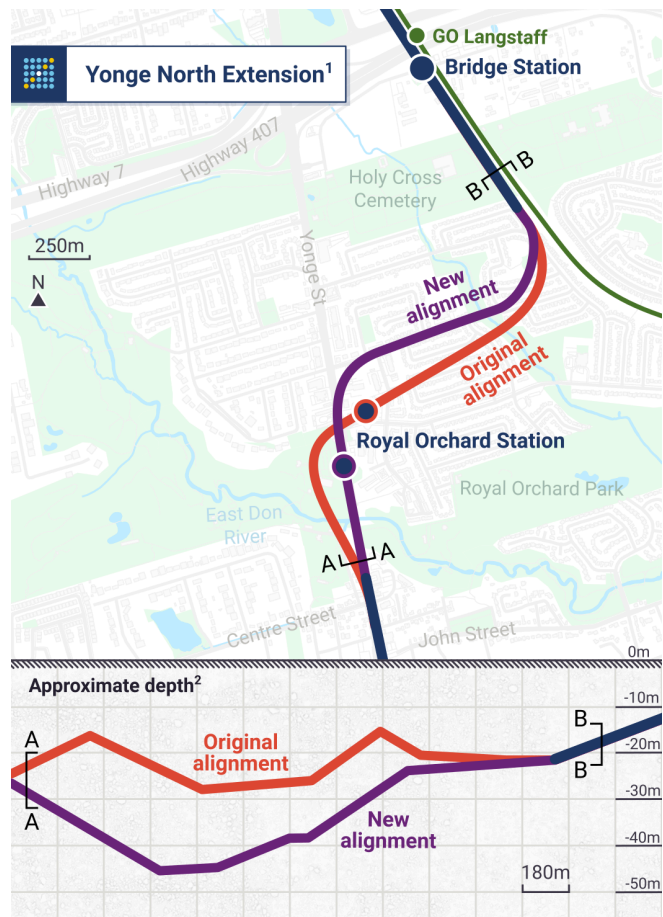 GO Langstaff
Yonge North Extension¹
Bridge Station
Highway 407
Highway 7
B
B
Holy Cross
Cemetery
250m
N
Yonge St
New
alignment
Original
alignment
Royal Orchard Station
Royal Orchard Park
East Don
River
A
A
Centre Street
John Street
0m
Approximate depth²
-10m
A
Original
alignment
B
-20m
B
-30m
A
New
alignment
-40m
180m
-50m